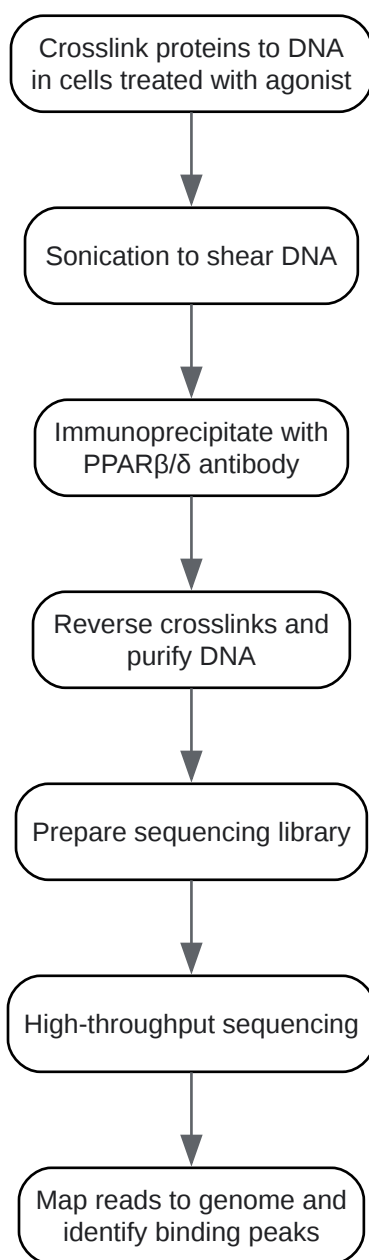 Crosslink proteins to DNA
in cells treated with agonist
Sonication to shear DNA
Immunoprecipitate with
PPARβ/δ antibody
Reverse crosslinks and
purify DNA
Prepare sequencing library
High-throughput sequencing
Map reads to genome and
identify binding peaks